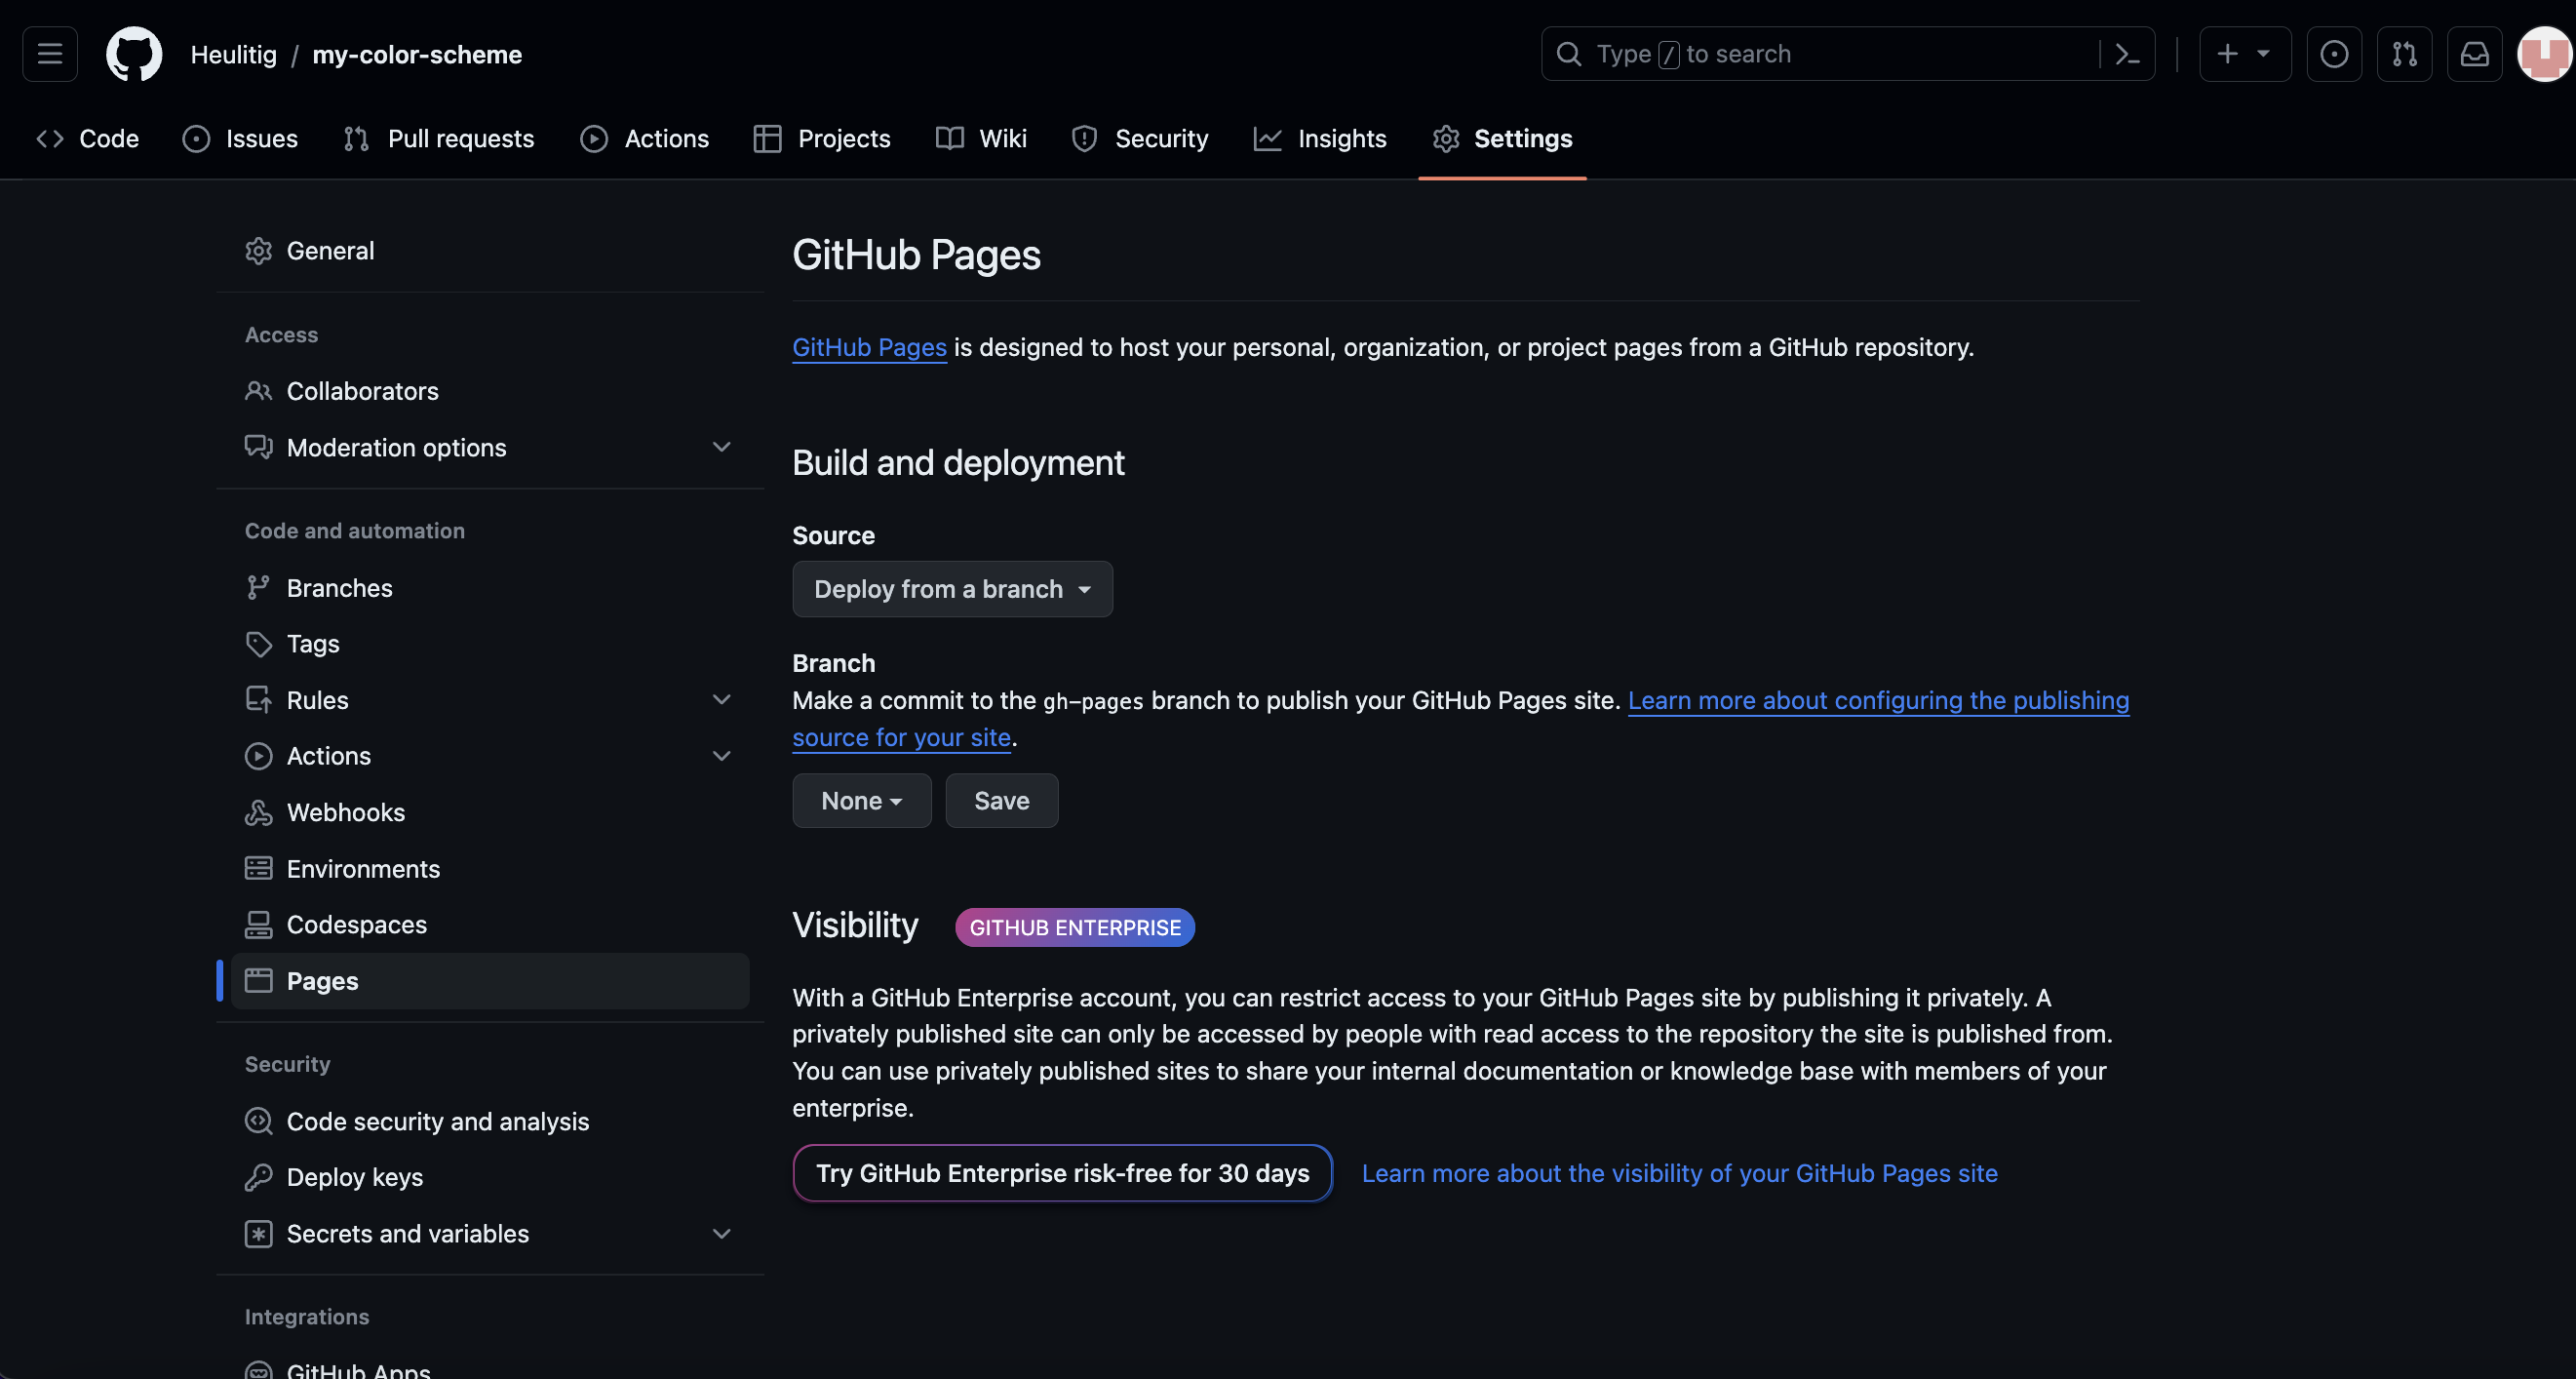 Heulitig / my-color-scheme
Type / to search
Code Issues Pull requests Actions Projects Wiki Security Insights Settings
General
Access
Collaborators
Moderation options
Code and automation
Branches
Tags
Rules
Actions
Webhooks
Environments
Codespaces
Pages
Security
Code security and analysis
Deploy keys
Secrets and variables
Integrations
GitHub Apps
GitHub Pages
GitHub Pages is designed to host your personal, organization, or project pages from a GitHub repository.
Build and deployment
Source
Deploy from a branch
Branch
Make a commit to the gh-pages branch to publish your GitHub Pages site. Learn more about configuring the publishing
source for your site.
None Save
Visibility GITHUB ENTERPRISE
With a GitHub Enterprise account, you can restrict access to your GitHub Pages site by publishing it privately. A
privately published site can only be accessed by people with read access to the repository the site is published from.
You can use privately published sites to share your internal documentation or knowledge base with members of your
enterprise.
Try GitHub Enterprise risk-free for 30 days Learn more about the visibility of your GitHub Pages site